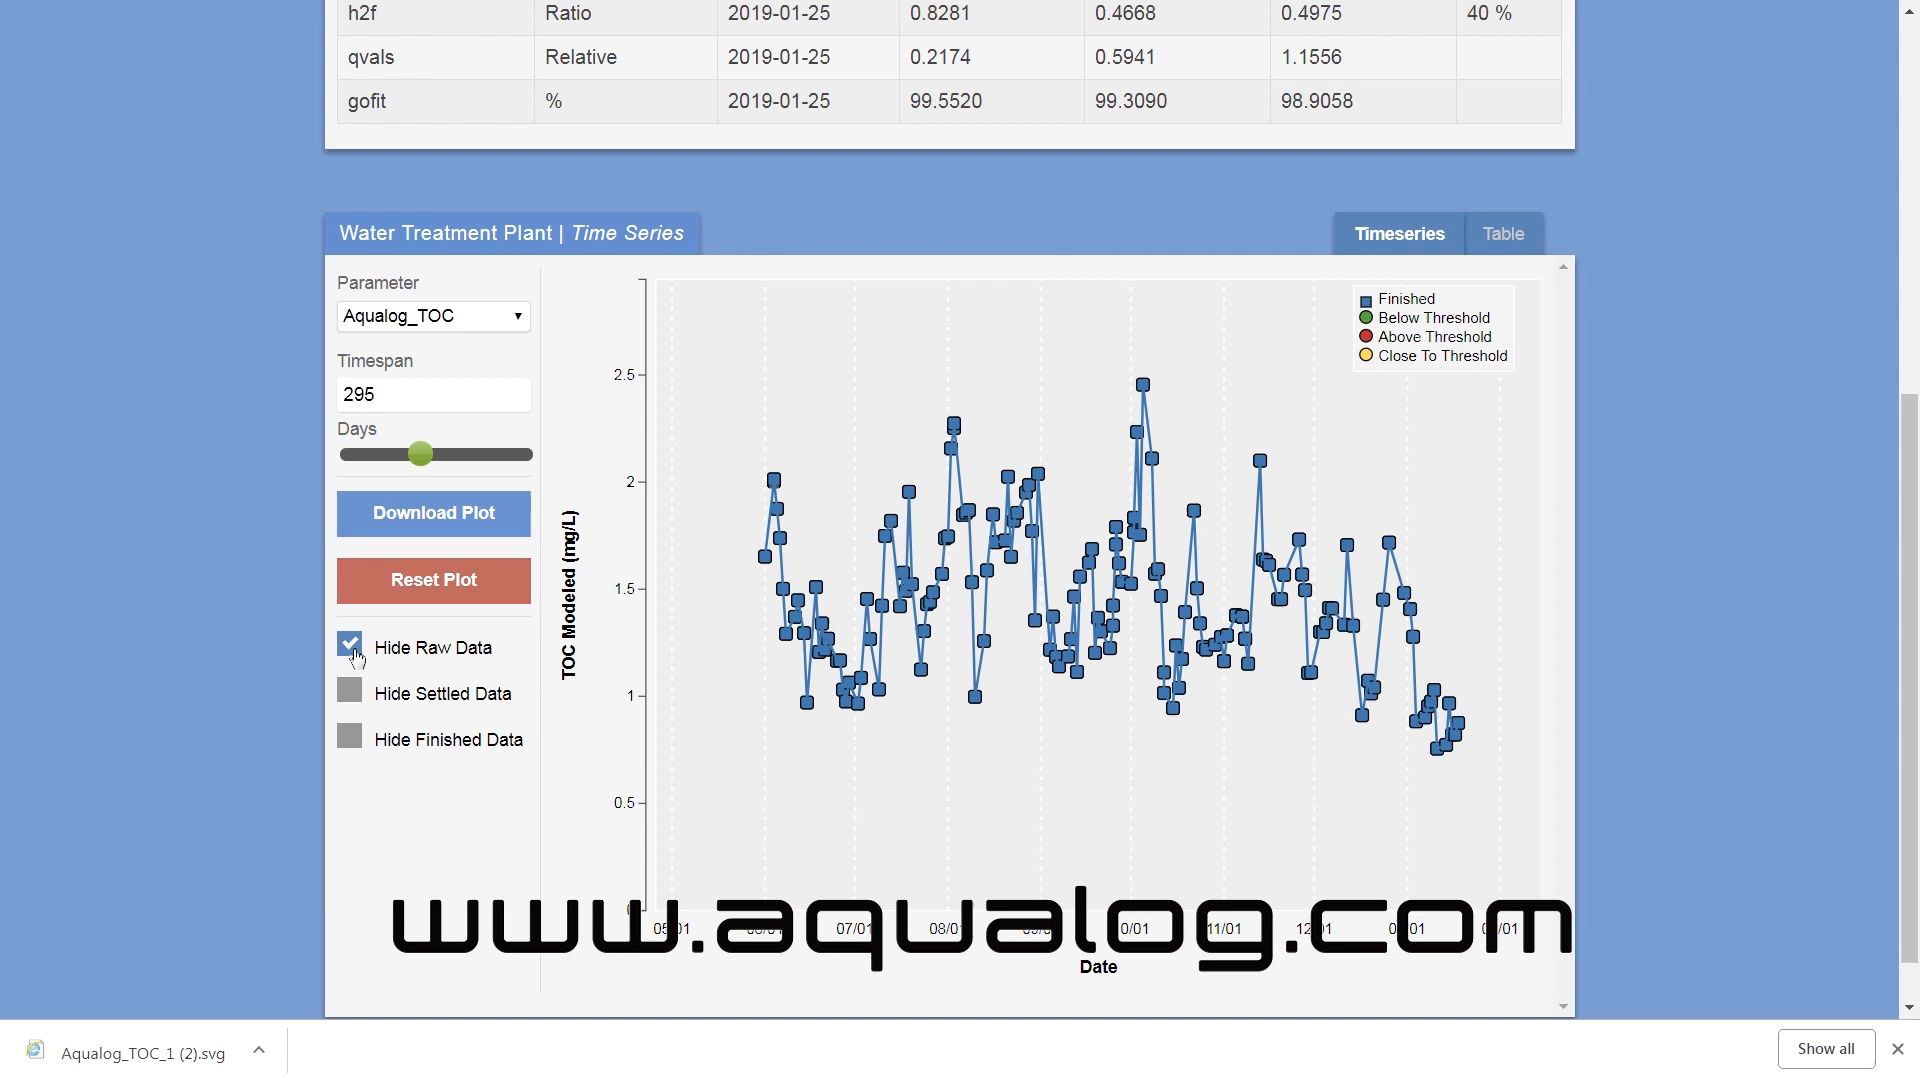 h2f Ratio 2019-01-25 0.8281 0.4668 0.4975 40 %
qvals Relative 2019-01-25 0.2174 0.5941 1.1556
gofit % 2019-01-25 99.5520 99.3090 98.9058
Water Treatment Plant | Time Series
Timeseries Table
Parameter
Aqualog_TOC
Timespan
295
Days
Download Plot
Reset Plot
Hide Raw Data
Hide Settled Data
Hide Finished Data
Finished
Below Threshold
Above Threshold
Close To Threshold
TOC Modeled (mg/L)
2.5
2
1.5
1
0.5
07/01 11/01
www.aqualog.com
Date
Aqualog_TOC_1 (2).svg
Show all